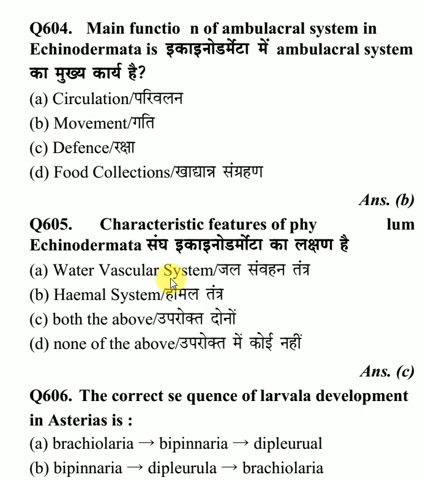 Q604. Main functio n of ambulacral system in
Echinodermata is इकाइनोडर्मेटा में ambulacral system
का मुख्य कार्य है?
(a) Circulation/परिवलन
(b) Movement/गति
(c) Defence/रक्षा
(d) Food Collections/खाद्यान्न संग्रहण
Ans. (b)
Q605. Characteristic features of phy lum
Echinodermata संघ इकाइनोडर्मोटा का लक्षण है
(a) Water Vascular System/जल संवहन तंत्र
(b) Haemal System/हीमल तंत्र
(c) both the above/उपरोक्त दोनों
(d) none of the above/उपरोक्त में कोई नहीं
Ans. (c)
Q606. The correct se quence of larvala development
in Asterias is :
(a) brachiolaria → bipinnaria → dipleurual
(b) bipinnaria → dipleurula → brachiolaria